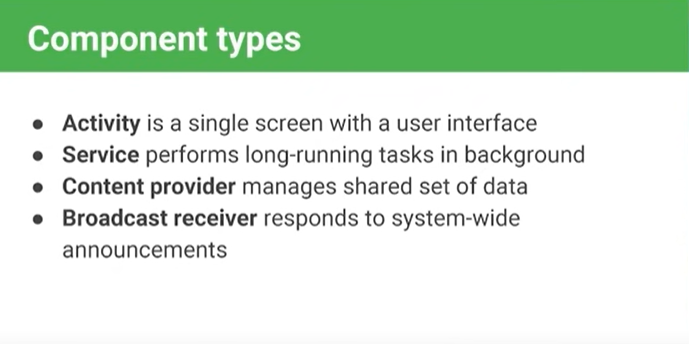 Component types
● Activity is a single screen with a user interface
● Service performs long-running tasks in background
● Content provider manages shared set of data
● Broadcast receiver responds to system-wide
announcements